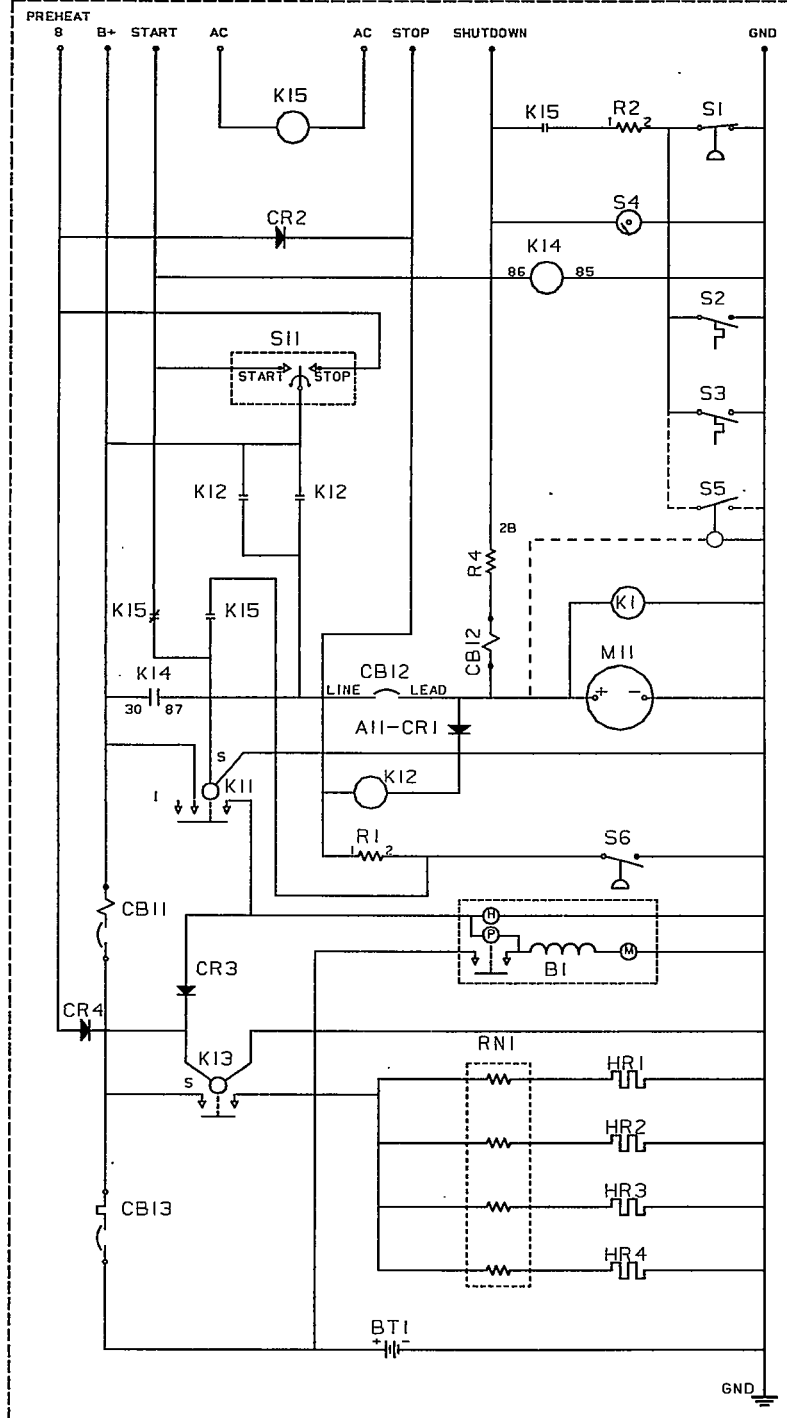 PREHEAT
8 B+ START AC AC STOP SHUTDOWN GND
K15
K15 1 R2 2 S1
S4
CR2
K14
86 85
S2
S11
START STOP
S3
K12 K12
S5
2B
R4
K15 K15
K1
CB12
M11
K14
30 87
CB12
LINE LEAD
+ -
A11-CR1
S
K11
K12
1
R1
1 2
S6
CB11
H
P
B1 M
CR3
CR4
K13
S
RN1
HR1
HR2
HR3
HR4
CB13
BT1
+ -
GND